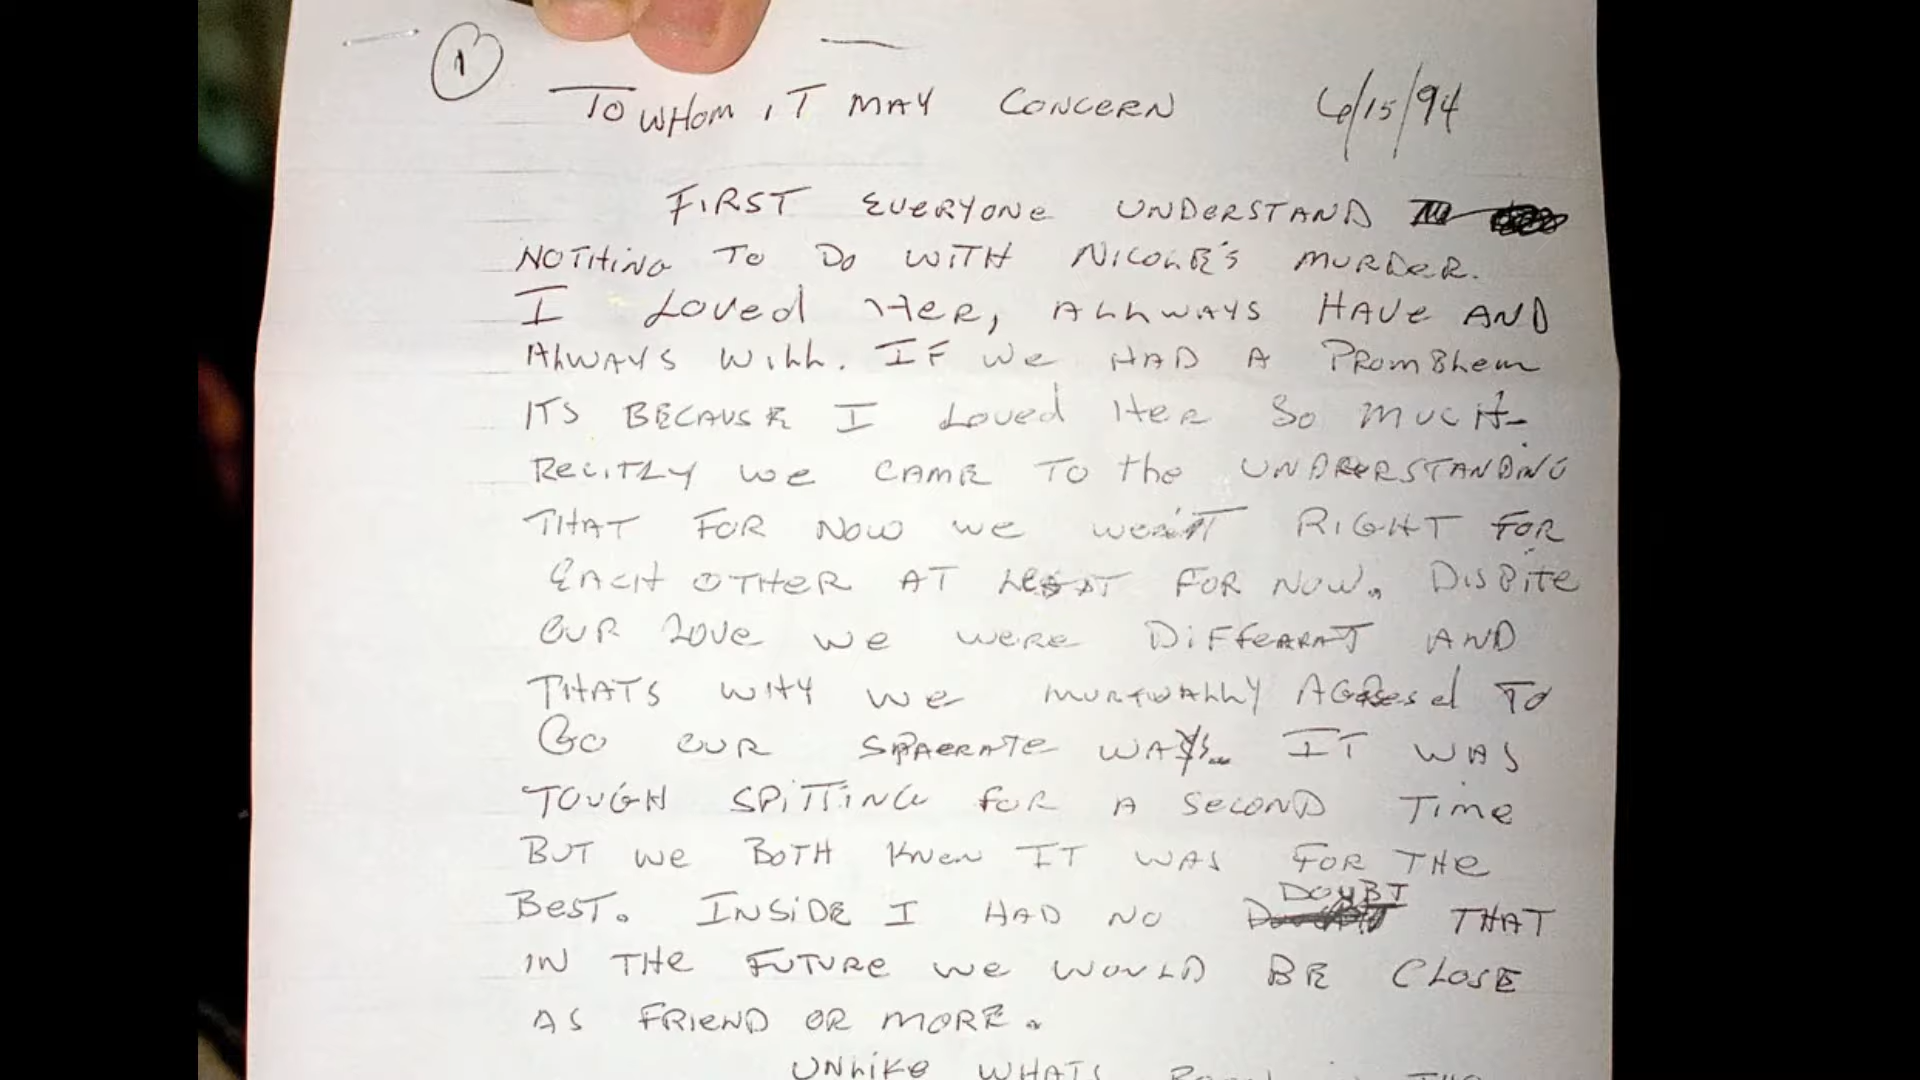 1
TO WHOM IT MAY CONCERN 6/15/94
FIRST EVERYONE UNDERSTAND
NOTHING TO DO WITH NICOLE'S MURDER.
I LOVED HER, ALLWAYS HAVE AND
ALWAYS WILL. IF WE HAD A PROMBLEM
ITS BECAUSE I LOVED HER SO MUCH-
RECITLY WE CAME TO the UNDERSTANDING
THAT FOR NOW WE WEREN'T RIGHT FOR
EACH OTHER AT LEAST FOR NOW. DISPITE
OUR LOVE WE WERE DIFFEARNT AND
THATS WHY WE MURTUALLY AGREED TO
GO OUR SPAERATE WAYS. IT WAS
TOUGH SPITTING FOR A SECOND TIME
BUT WE BOTH KNEW IT WAS FOR THE
BEST. INSIDE I HAD NO DOUBT THAT
IN THE FUTURE WE WOULD BE CLOSE
AS FRIEND OR MORE.
UNLIKE WHATS